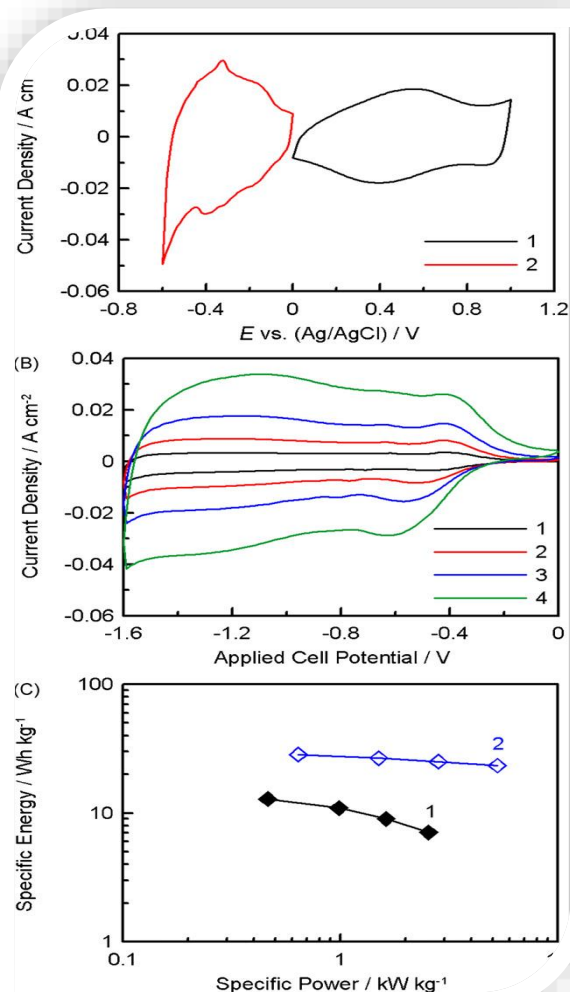 0.04
0.02
0
-0.02
-0.04
-0.06
Current Density / A cm
1
2
-0.8 -0.4 0 0.4 0.8 1.2
E vs. (Ag/AgCl) / V
(B)
0.04
0.02
0
-0.02
-0.04
-0.06
Current Density / A cm⁻²
1
2
3
4
-1.6 -1.2 -0.8 -0.4 0
Applied Cell Potential / V
(C)
100
10
1
Specific Energy / Wh kg⁻¹
2
1
0.1 1
Specific Power / kW kg⁻¹